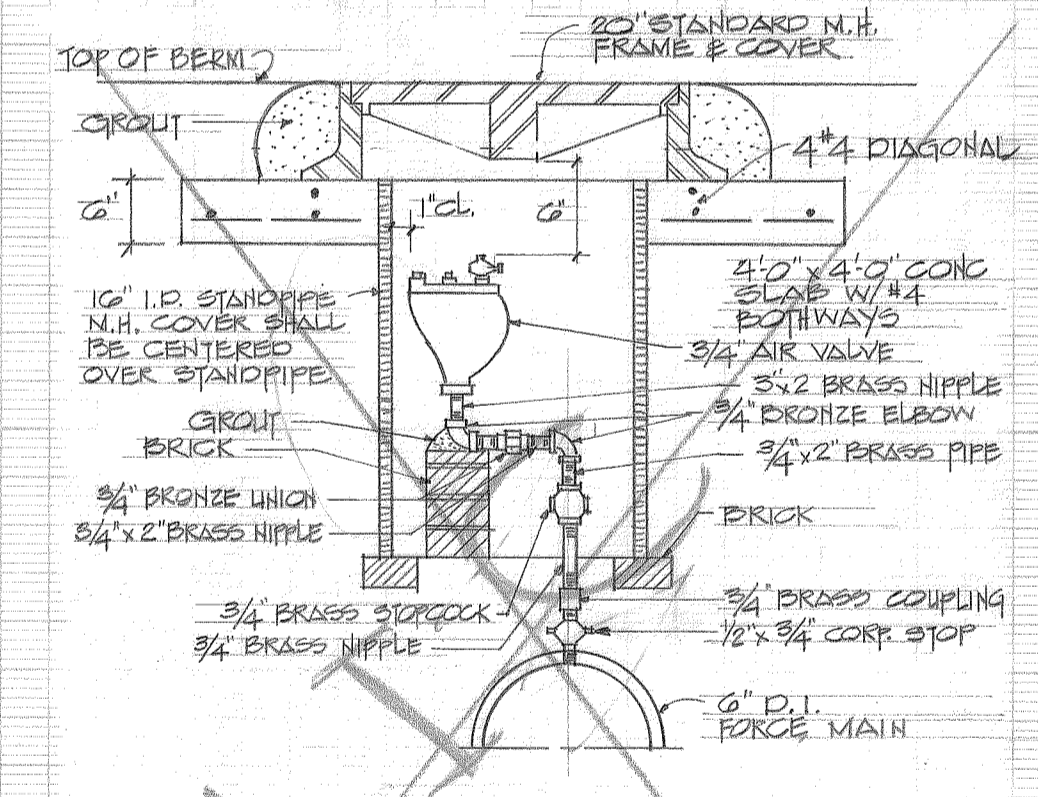 20" STANDARD M.H.
FRAME & COVER
TOP OF BERM
GROUT
4 #4 DIAGONAL
6"
1" CL.
6"
16" I.D. STANDPIPE
M.H. COVER SHALL
BE CENTERED
OVER STANDPIPE
4'-0" x 4'-0" CONC
SLAB W/ #4
BOTHWAYS
3/4" AIR VALVE
3"x2 BRASS NIPPLE
3/4" BRONZE ELBOW
GROUT
BRICK
3/4"x2" BRASS PIPE
3/4" BRONZE UNION
3/4"x2" BRASS NIPPLE
BRICK
3/4" BRASS STOPCOCK
3/4" BRASS NIPPLE
3/4" BRASS COUPLING
1/2"x3/4" CORP. STOP
6" D.I.
FORCE MAIN